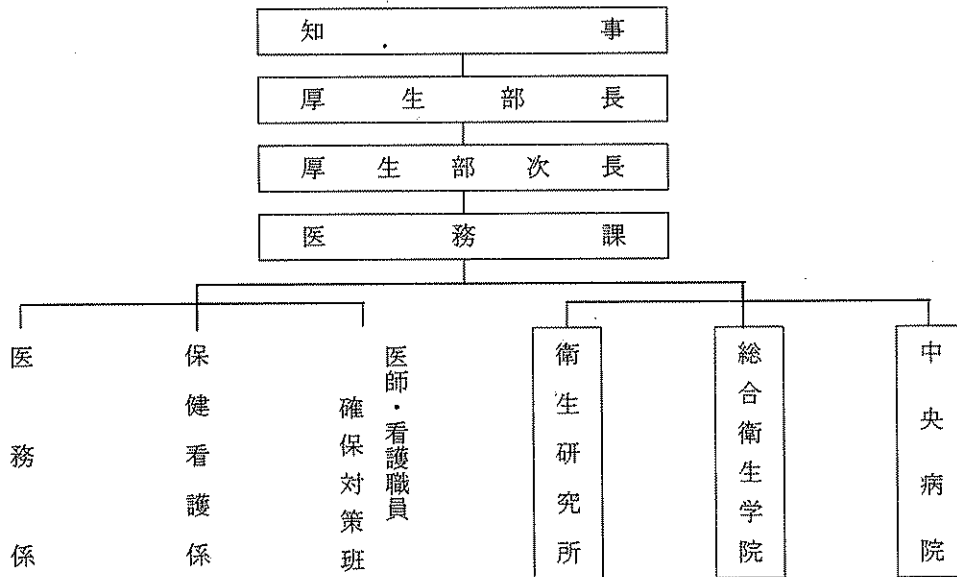 知事
厚生部長
厚生部次長
医務課
医務係
保健看護係
医師・看護職員
確保対策班
衛生研究所
総合衛生学院
中央病院